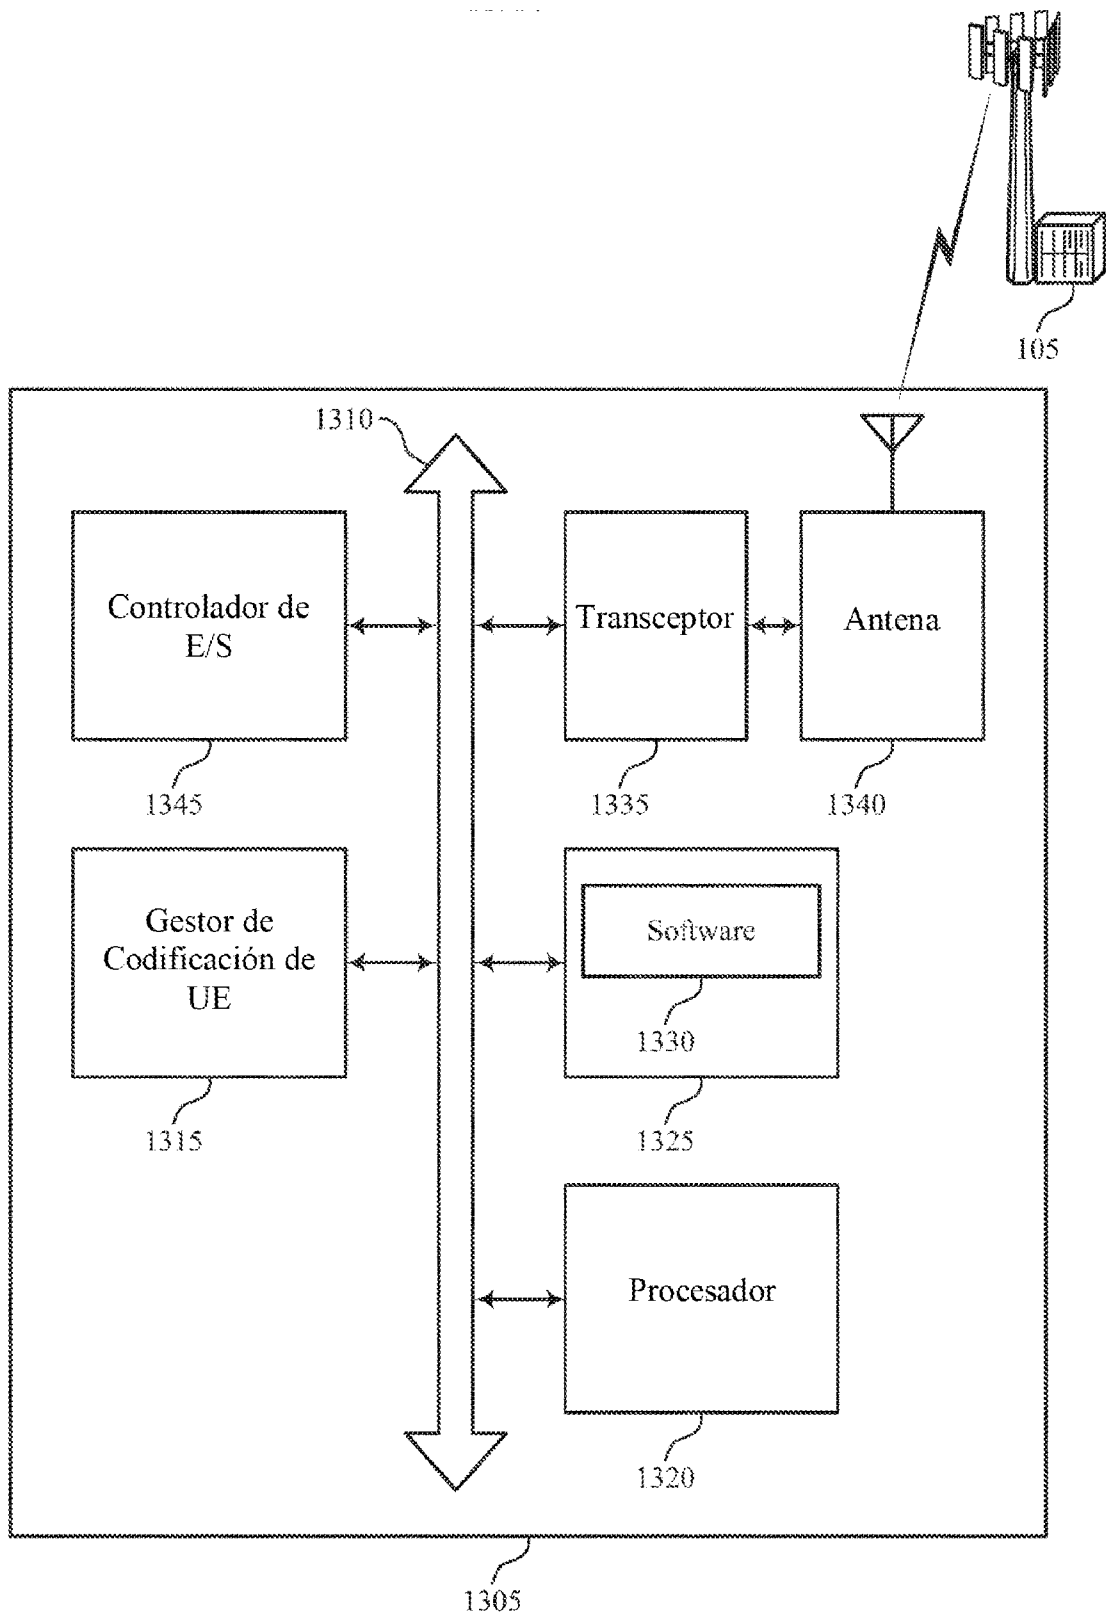 105
1310
Controlador de
E/S
Transceptor
Antena
1345
1335
1340
Gestor de
Codificación de
UE
Software
1330
1315
1325
Procesador
1320
1305